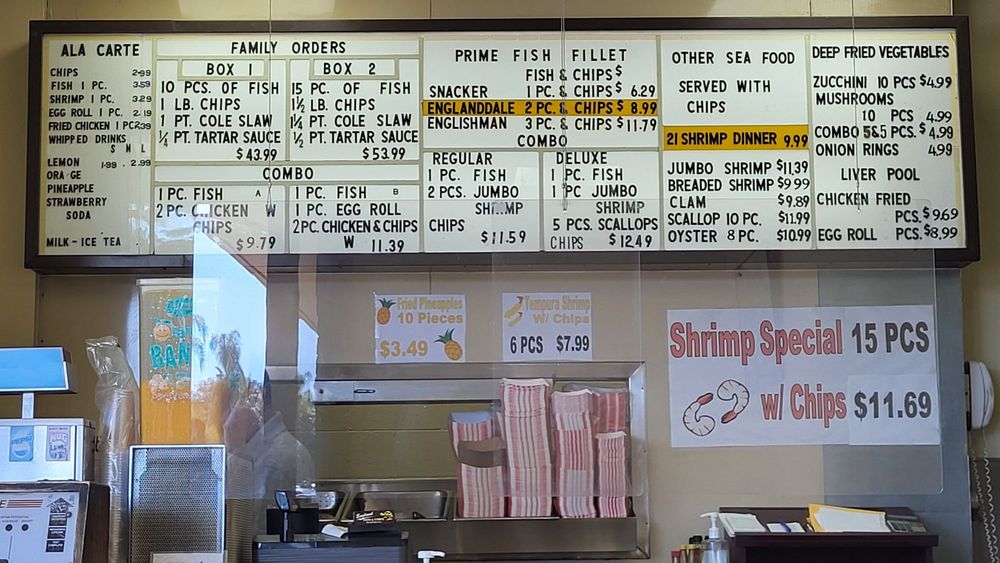 ALA CARTE
CHIPS 2.99
FISH 1 PC. 3.59
SHRIMP 1 PC. 3.29
EGG ROLL 1 PC. 2.19
FRIED CHICKEN 1 PC 2.99
WHIPPED DRINKS
S M L
LEMON 1.99 . 2.99
ORA GE
PINEAPPLE
STRAWBERRY
SODA
MILK - ICE TEA
FAMILY ORDERS
BOX 1
10 PCS. OF FISH
1 LB. CHIPS
1 PT. COLE SLAW
1/4 PT. TARTAR SAUCE
$43.99
BOX 2
15 PC. OF FISH
1 1/2 LB. CHIPS
1 1/2 PT. COLE SLAW
1/2 PT. TARTAR SAUCE
$53.99
COMBO
1 PC. FISH A
2 PC. CHICKEN W
CHIPS
$9.79
1 PC. FISH B
1 PC. EGG ROLL
2 PC. CHICKEN & CHIPS
W 11.39
PRIME FISH FILLET
FISH & CHIPS $
SNACKER 1 PC. & CHIPS $ 6.29
ENGLANDDALE 2 PC. & CHIPS $ 8.99
ENGLISHMAN 3 PC. & CHIPS $11.79
COMBO
REGULAR
1 PC. FISH
2 PCS. JUMBO
SHRIMP
CHIPS $11.59
DELUXE
1 PC. FISH
1 PC JUMBO
SHRIMP
5 PCS. SCALLOPS
CHIPS $12.49
OTHER SEA FOOD
SERVED WITH
CHIPS
21 SHRIMP DINNER 9.99
JUMBO SHRIMP $11.39
BREADED SHRIMP $9.99
CLAM $9.89
SCALLOP 10 PC. $11.99
OYSTER 8 PC. $10.99
DEEP FRIED VEGETABLES
ZUCCHINI 10 PCS $4.99
MUSHROOMS
10 PCS 4.99
COMBO 5&5 PCS. $4.99
ONION RINGS 4.99
LIVER POOL
CHICKEN FRIED
PCS. $9.69
EGG ROLL PCS. $8.99
Fried Pineapples
10 Pieces
$3.49
Tempura Shrimp
W/ Chips
6 PCS $7.99
Shrimp Special 15 PCS
w/ Chips $11.69
BAN
PEPSI